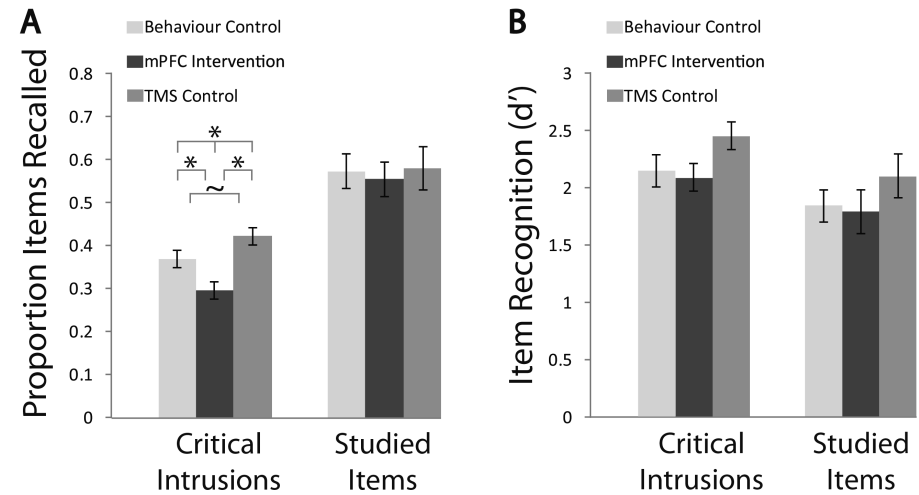 A
Behaviour Control
mPFC Intervention
TMS Control
Proportion Items Recalled
0.8
0.7
0.6
0.5
0.4
0.3
0.2
0.1
0
*
* *
~
Critical
Intrusions
Studied
Items
B
Behaviour Control
mPFC Intervention
TMS Control
Item Recognition (d')
3
2.5
2
1.5
1
0.5
0
Critical
Intrusions
Studied
Items